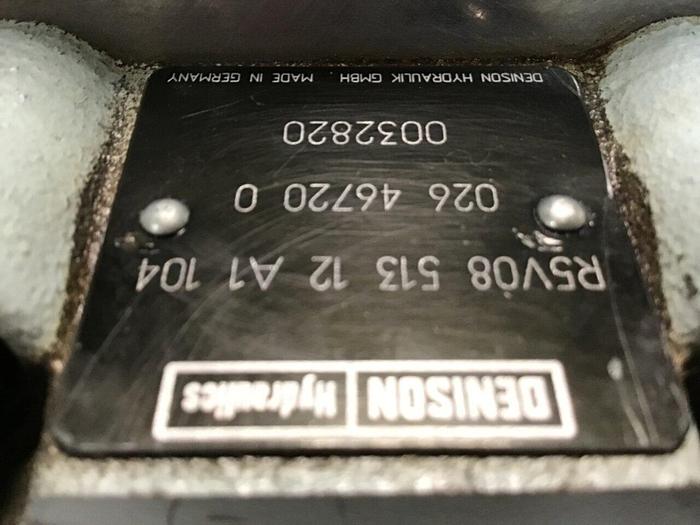 DENISON Hydraulics
R5V08 513 12 A1 104
026 46720 0
0032820
DENISON HYDRAULIK GMBH. MADE IN GERMANY